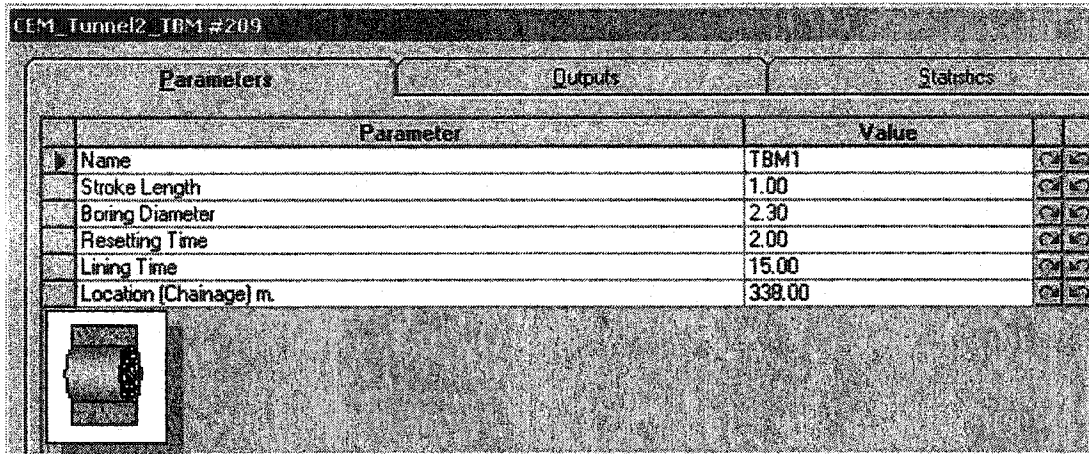 CEM_Tunnel2_TBM #209
Parameters Outputs Statistics
Parameter Value
Name TBM1
Stroke Length 1.00
Boring Diameter 2.30
Resetting Time 2.00
Lining Time 15.00
Location (Chainage) m. 338.00